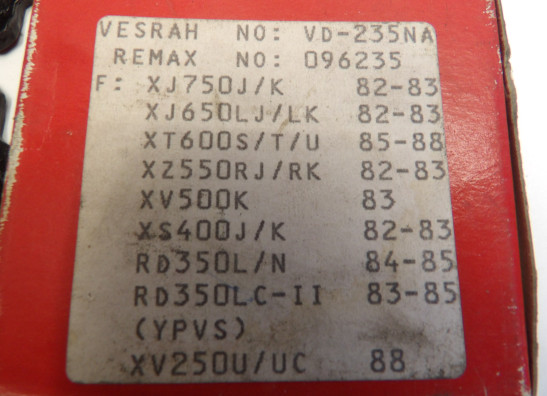 VESRAH NO: VD-235NA
REMAX NO: 096235
F: XJ750J/K 82-83
XJ650LJ/LK 82-83
XT600S/T/U 85-88
XZ550RJ/RK 82-83
XV500K 83
XS400J/K 82-83
RD350L/N 84-85
RD350LC-II 83-85
(YPVS)
XV250U/UC 88